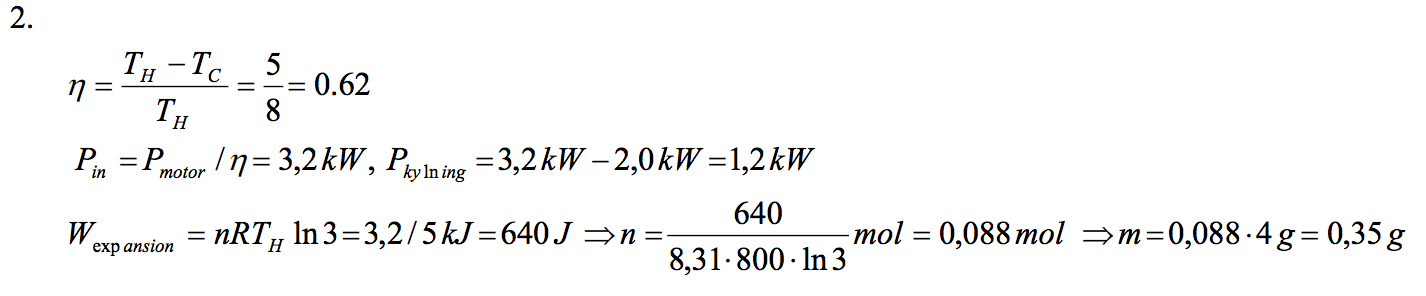 2.
η = (T_H − T_C) / T_H = 5/8 = 0.62
P_in = P_motor / η = 3,2 kW , P_kylning = 3,2 kW − 2,0 kW = 1,2 kW
W_expansion = nRT_H ln 3 = 3,2 / 5 kJ = 640 J ⇒ n = 640 / (8,31 · 800 · ln 3) mol = 0,088 mol ⇒ m = 0,088 · 4 g = 0,35 g